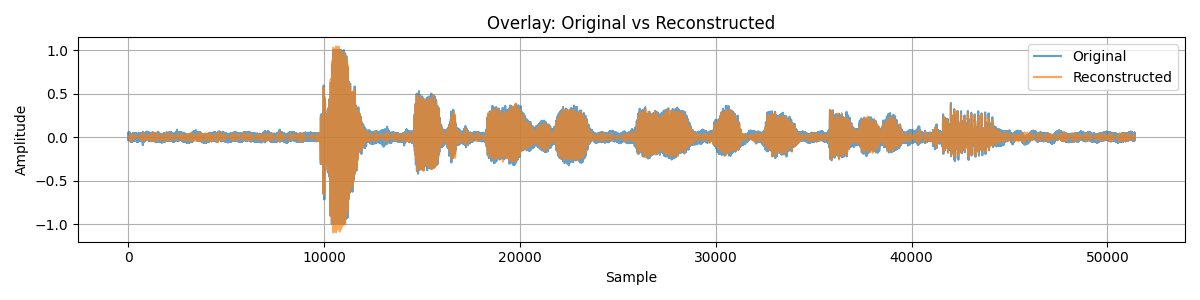 Overlay: Original vs Reconstructed
1.0
0.5
0.0
−0.5
−1.0
Amplitude
Original
Reconstructed
0
10000
20000
30000
40000
50000
Sample